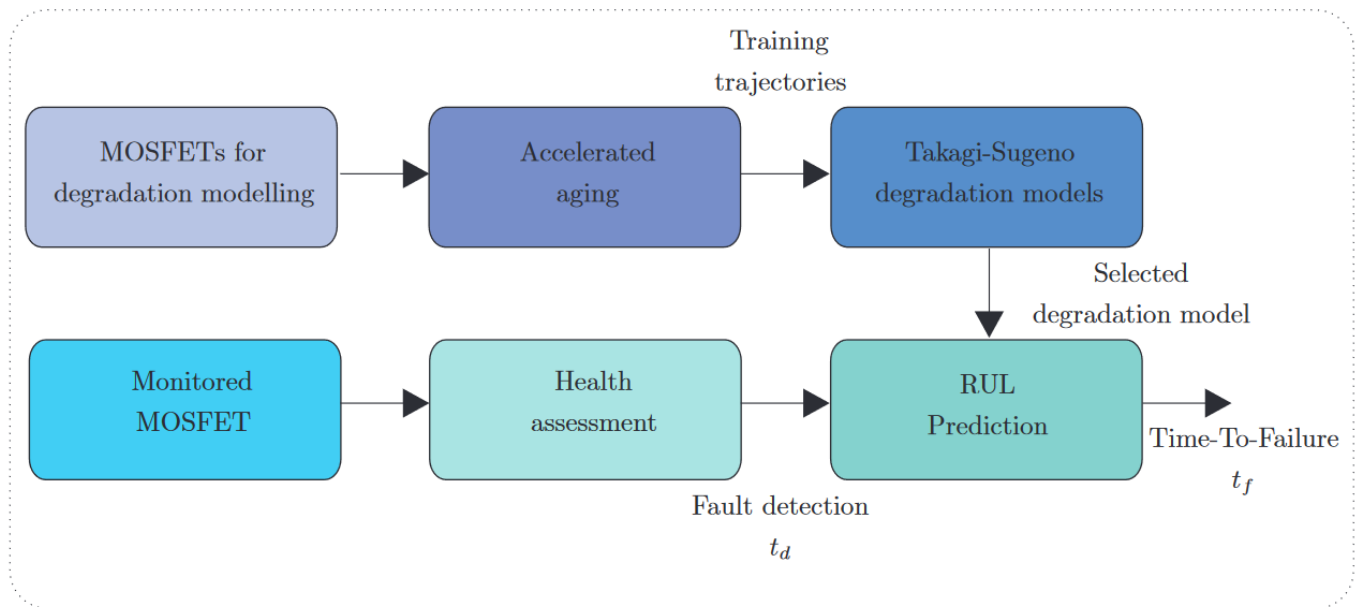 Training
trajectories
MOSFETs for
degradation modelling
Accelerated
aging
Takagi-Sugeno
degradation models
Selected
degradation model
Monitored
MOSFET
Health
assessment
RUL
Prediction
Time-To-Failure
t_f
Fault detection
t_d